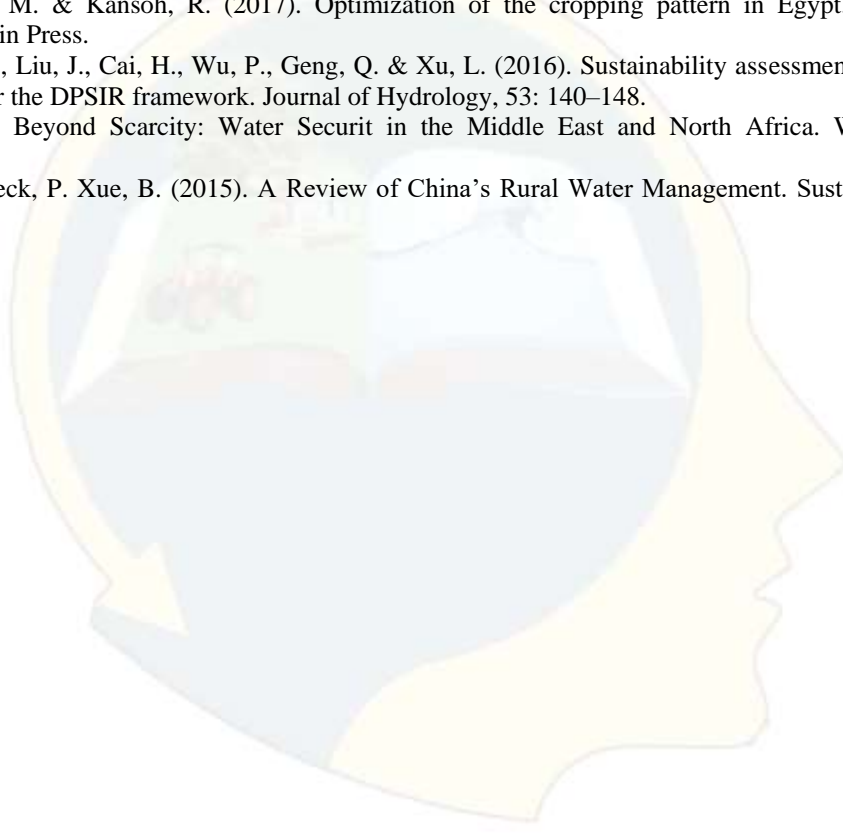 M. & Kansoh, R. (2017). Optimization of the cropping pattern in Egypt
in Press.
, Liu, J., Cai, H., Wu, P., Geng, Q. & Xu, L. (2016). Sustainability assessmen
r the DPSIR framework. Journal of Hydrology, 53: 140–148.
Beyond Scarcity: Water Securit in the Middle East and North Africa. W
eck, P. Xue, B. (2015). A Review of China's Rural Water Management. Sust